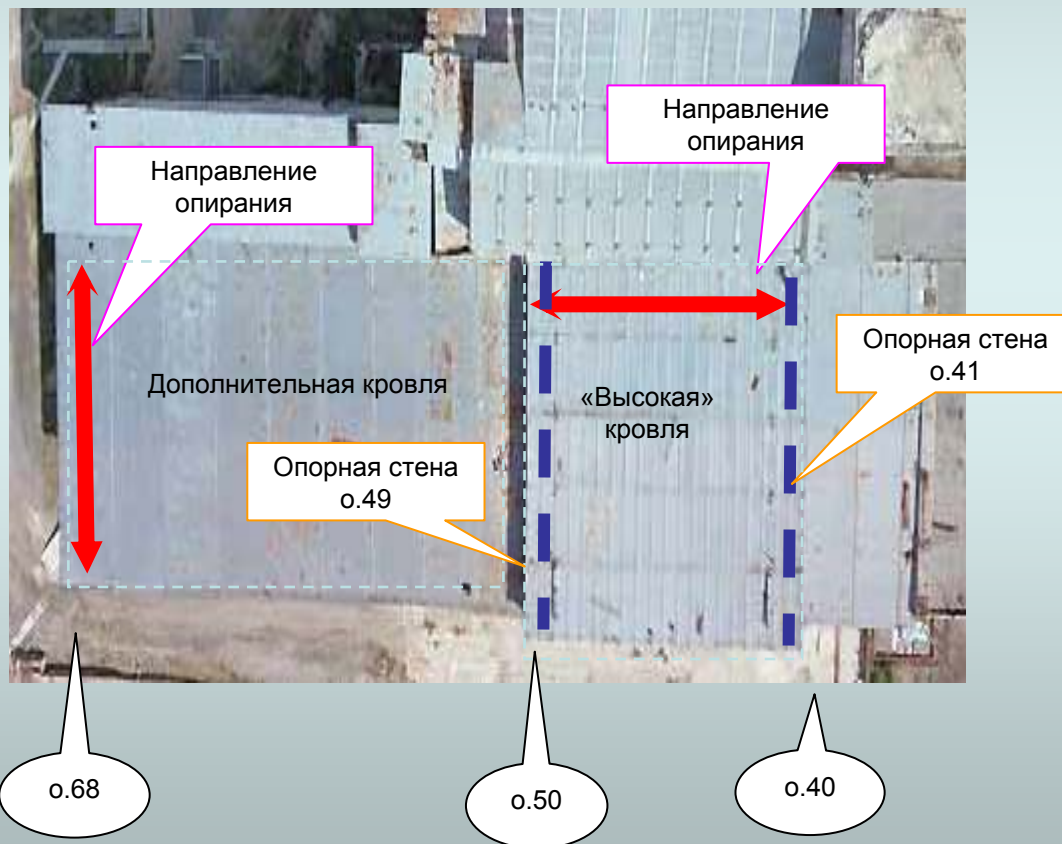 Направление
опирания
Направление
опирания
Опорная стена
о.41
Дополнительная кровля
«Высокая»
кровля
Опорная стена
о.49
о.68
о.50
о.40